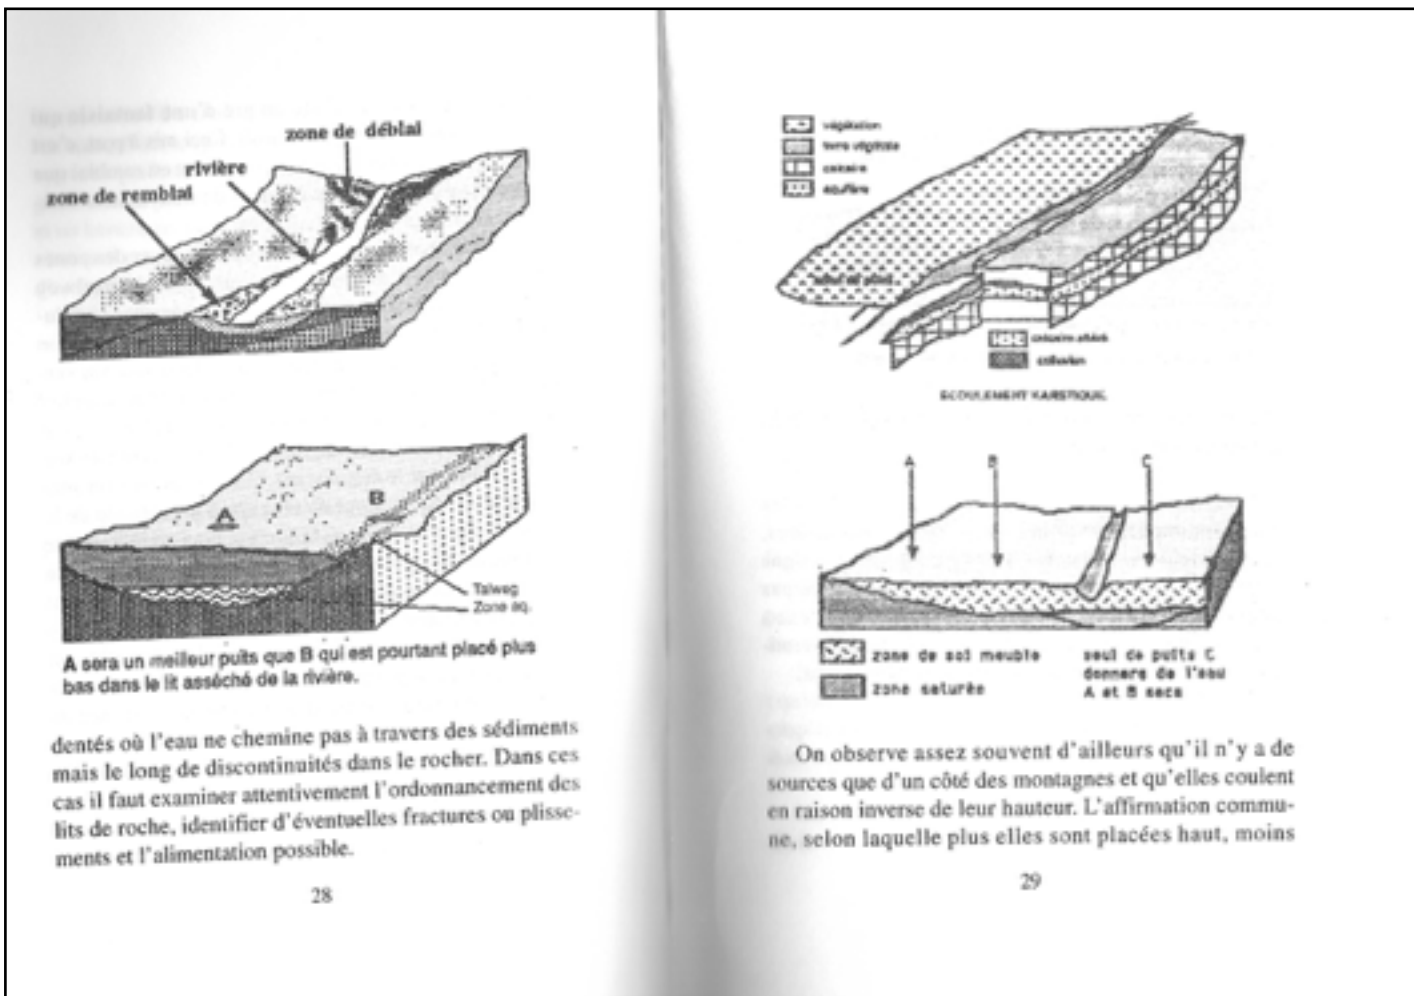 zone de déblai
rivière
zone de remblai
A
B
Talweg
Zone aq.
A sera un meilleur puits que B qui est pourtant placé plus
bas dans le lit asséché de la rivière.
dentés où l'eau ne chemine pas à travers des sédiments
mais le long de discontinuités dans le rocher. Dans ces
cas il faut examiner attentivement l'ordonnancement des
lits de roche, identifier d'éventuelles fractures ou plisse-
ments et l'alimentation possible.
28
végétation
terre végétale
calcaire
aquifère
calcaire altéré
colluvion
ECOULEMENT KARSTIQUE.
A
B
C
zone de sol meuble
zone saturée
seul de puits C
donnera de l'eau
A et B secs
On observe assez souvent d'ailleurs qu'il n'y a de
sources que d'un côté des montagnes et qu'elles coulent
en raison inverse de leur hauteur. L'affirmation commu-
ne, selon laquelle plus elles sont placées haut, moins
29